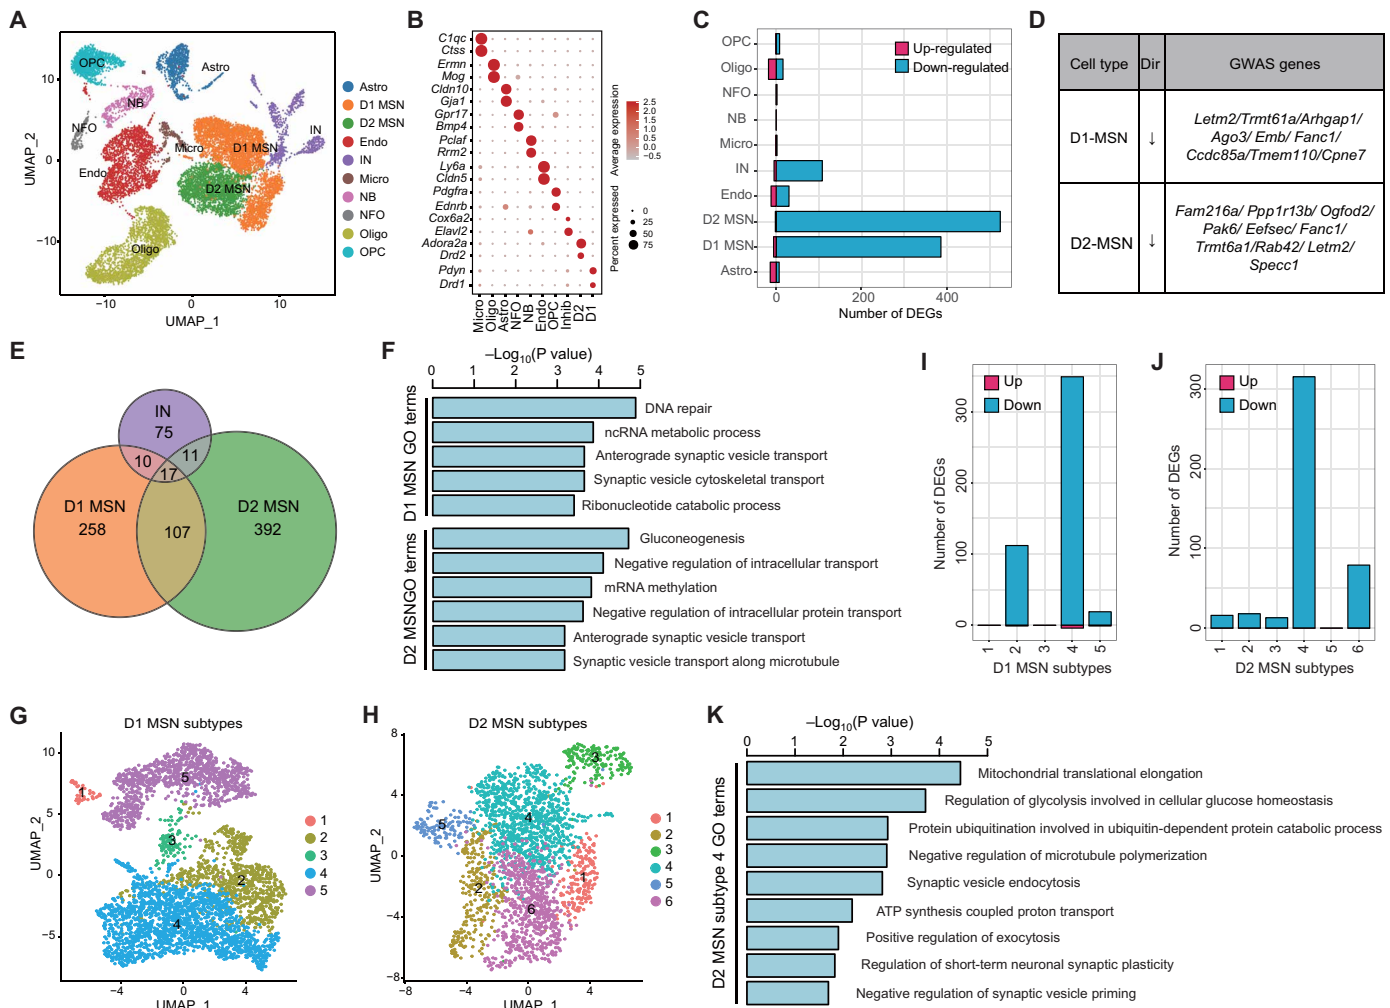 A
UMAP_2
10
0
−10
−10
0
10
UMAP_1
OPC
Astro
NB
NFO
IN
Micro
D1 MSN
Endo
D2 MSN
Oligo
Astro
D1 MSN
D2 MSN
Endo
IN
Micro
NB
NFO
Oligo
OPC
B
C1qc
Ctss
Ermn
Mog
Cldn10
Gja1
Gpr17
Bmp4
Pclaf
Rrm2
Ly6a
Cldn5
Pdgfra
Ednrb
Cox6a2
Elavl2
Adora2a
Drd2
Pdyn
Drd1
Micro
Oligo
Astro
NFO
NB
Endo
OPC
Inhib
D2
D1
Average expression
2.5
2.0
1.5
1.0
0.5
0.0
−0.5
Percent expressed
0
25
50
75
C
OPC
Oligo
NFO
NB
Micro
IN
Endo
D2 MSN
D1 MSN
Astro
Up-regulated
Down-regulated
0
200
400
Number of DEGs
D
Cell type Dir GWAS genes
D1-MSN ↓
Letm2/Trmt61a/Arhgap1/
Ago3/ Emb/ Fanc1/
Ccdc85a/Tmem110/Cpne7
D2-MSN ↓
Fam216a/ Ppp1r13b/ Ogfod2/
Pak6/ Eefsec/ Fanc1/
Trmt6a1/Rab42/ Letm2/
Specc1
E
IN
75
10
11
17
D1 MSN
258
107
D2 MSN
392
F
−Log10(P value)
0 1 2 3 4 5
D1 MSN GO terms
DNA repair
ncRNA metabolic process
Anterograde synaptic vesicle transport
Synaptic vesicle cytoskeletal transport
Ribonucleotide catabolic process
D2 MSNGO terms
Gluconeogenesis
Negative regulation of intracellular transport
mRNA methylation
Negative regulation of intracellular protein transport
Anterograde synaptic vesicle transport
Synaptic vesicle transport along microtubule
I
Up
Down
Number of DEGs
300
100
0
1 2 3 4 5
D1 MSN subtypes
J
Up
Down
Number of DEGs
300
200
100
0
1 2 3 4 5 6
D2 MSN subtypes
G
D1 MSN subtypes
UMAP_2
10
5
0
−5
−4 0 4
UMAP_1
1
5
3
2
4
1
2
3
4
5
H
D2 MSN subtypes
UMAP_2
8
4
0
−4
−8
−8 −4 0 4
UMAP_1
3
4
5
2
1
6
1
2
3
4
5
6
K
−Log10(P value)
0 1 2 3 4 5
D2 MSN subtype 4 GO terms
Mitochondrial translational elongation
Regulation of glycolysis involved in cellular glucose homeostasis
Protein ubiquitination involved in ubiquitin-dependent protein catabolic process
Negative regulation of microtubule polymerization
Synaptic vesicle endocytosis
ATP synthesis coupled proton transport
Positive regulation of exocytosis
Regulation of short-term neuronal synaptic plasticity
Negative regulation of synaptic vesicle priming